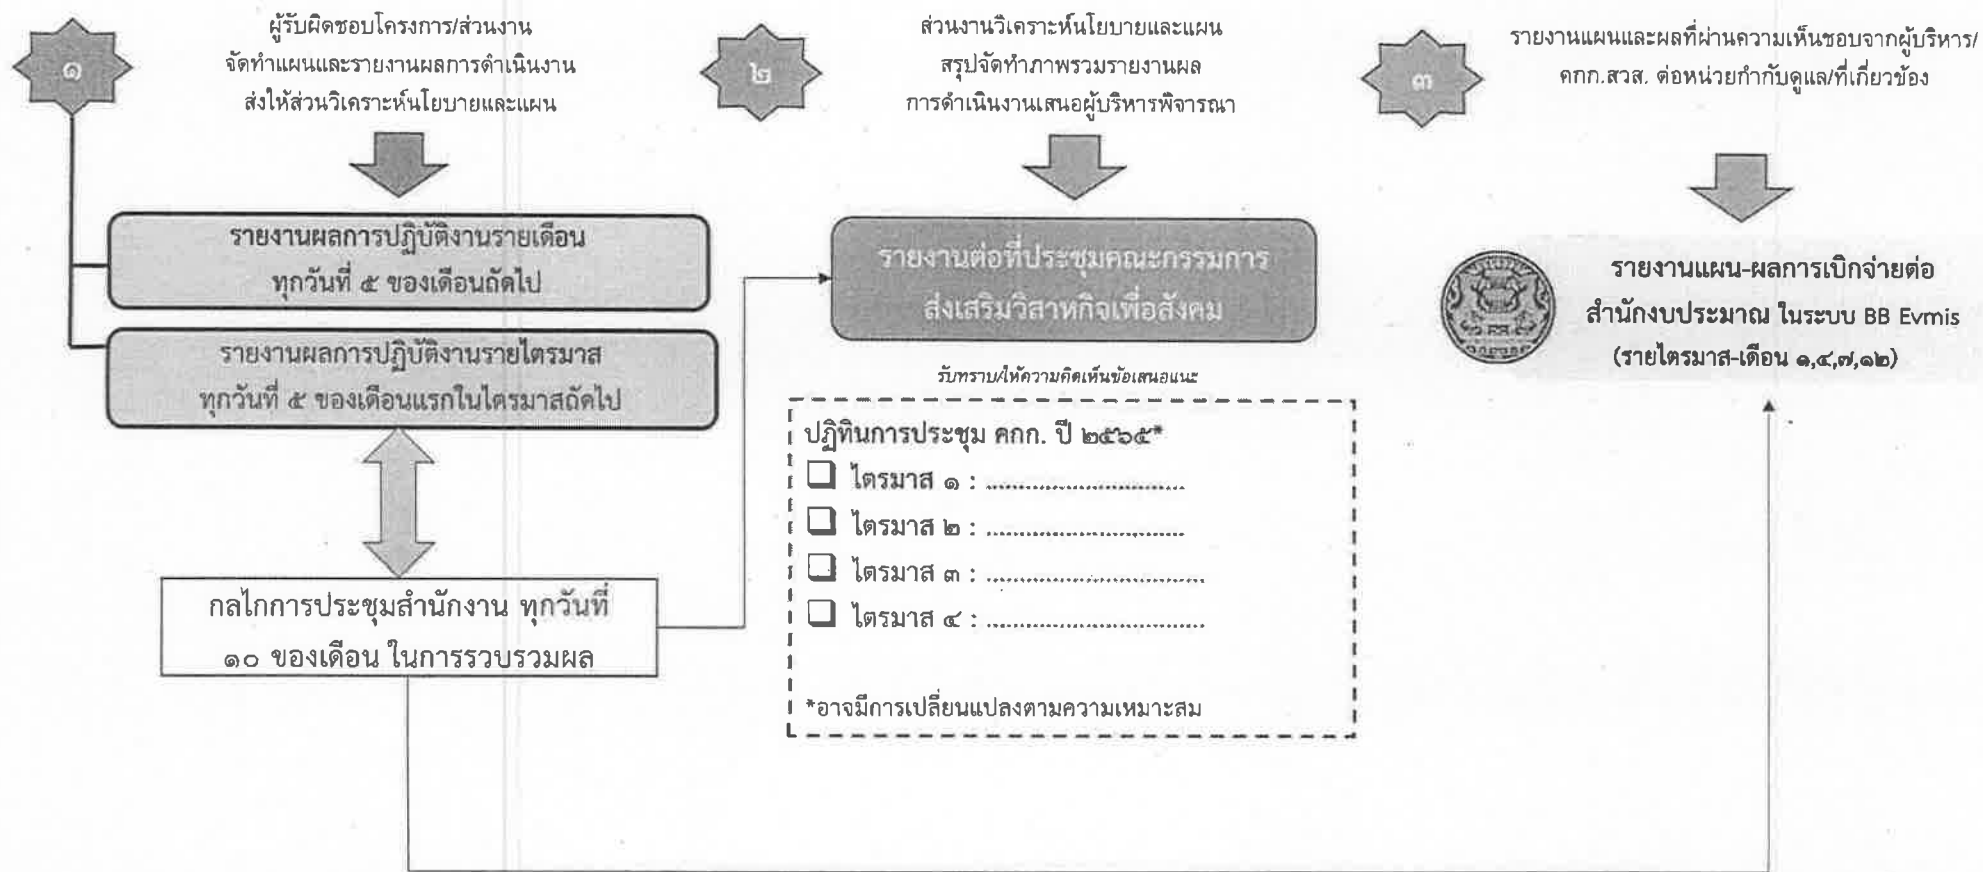 ๑
ผู้รับผิดชอบโครงการ/ส่วนงาน
จัดทำแผนและรายงานผลการดำเนินงาน
ส่งให้ส่วนวิเคราะห์นโยบายและแผน
รายงานผลการปฏิบัติงานรายเดือน
ทุกวันที่ ๕ ของเดือนถัดไป
รายงานผลการปฏิบัติงานรายไตรมาส
ทุกวันที่ ๕ ของเดือนแรกในไตรมาสถัดไป
กลไกการประชุมสำนักงาน ทุกวันที่
๑๐ ของเดือน ในการรวบรวมผล
๒
ส่วนงานวิเคราะห์นโยบายและแผน
สรุปจัดทำภาพรวมรายงานผล
การดำเนินงานเสนอผู้บริหารพิจารณา
รายงานต่อที่ประชุมคณะกรรมการ
ส่งเสริมวิสาหกิจเพื่อสังคม
รับทราบ/ให้ความคิดเห็นข้อเสนอแนะ
ปฏิทินการประชุม คกก. ปี ๒๕๖๕*
ไตรมาส ๑ : ..............................
ไตรมาส ๒ : ..............................
ไตรมาส ๓ : .................................
ไตรมาส ๔ : .................................
*อาจมีการเปลี่ยนแปลงตามความเหมาะสม
๓
รายงานแผนและผลที่ผ่านความเห็นชอบจากผู้บริหาร/
คกก.สวส. ต่อหน่วยกำกับดูแล/ที่เกี่ยวข้อง
รายงานแผน-ผลการเบิกจ่ายต่อ
สำนักงบประมาณ ในระบบ BB Evmis
(รายไตรมาส-เดือน ๑,๔,๗,๑๒)